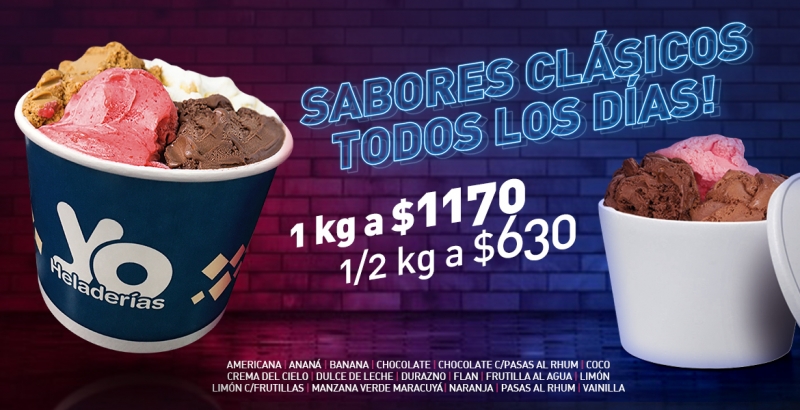 SABORES CLÁSICOS
TODOS LOS DÍAS!
1 kg a $1170
1/2 kg a $630
YO
Heladerías
AMERICANA | ANANÁ | BANANA | CHOCOLATE | CHOCOLATE C/PASAS AL RHUM | COCO
CREMA DEL CIELO | DULCE DE LECHE | DURAZNO | FLAN | FRUTILLA AL AGUA | LIMÓN
LIMÓN C/FRUTILLAS | MANZANA VERDE MARACUYÁ | NARANJA | PASAS AL RHUM | VAINILLA